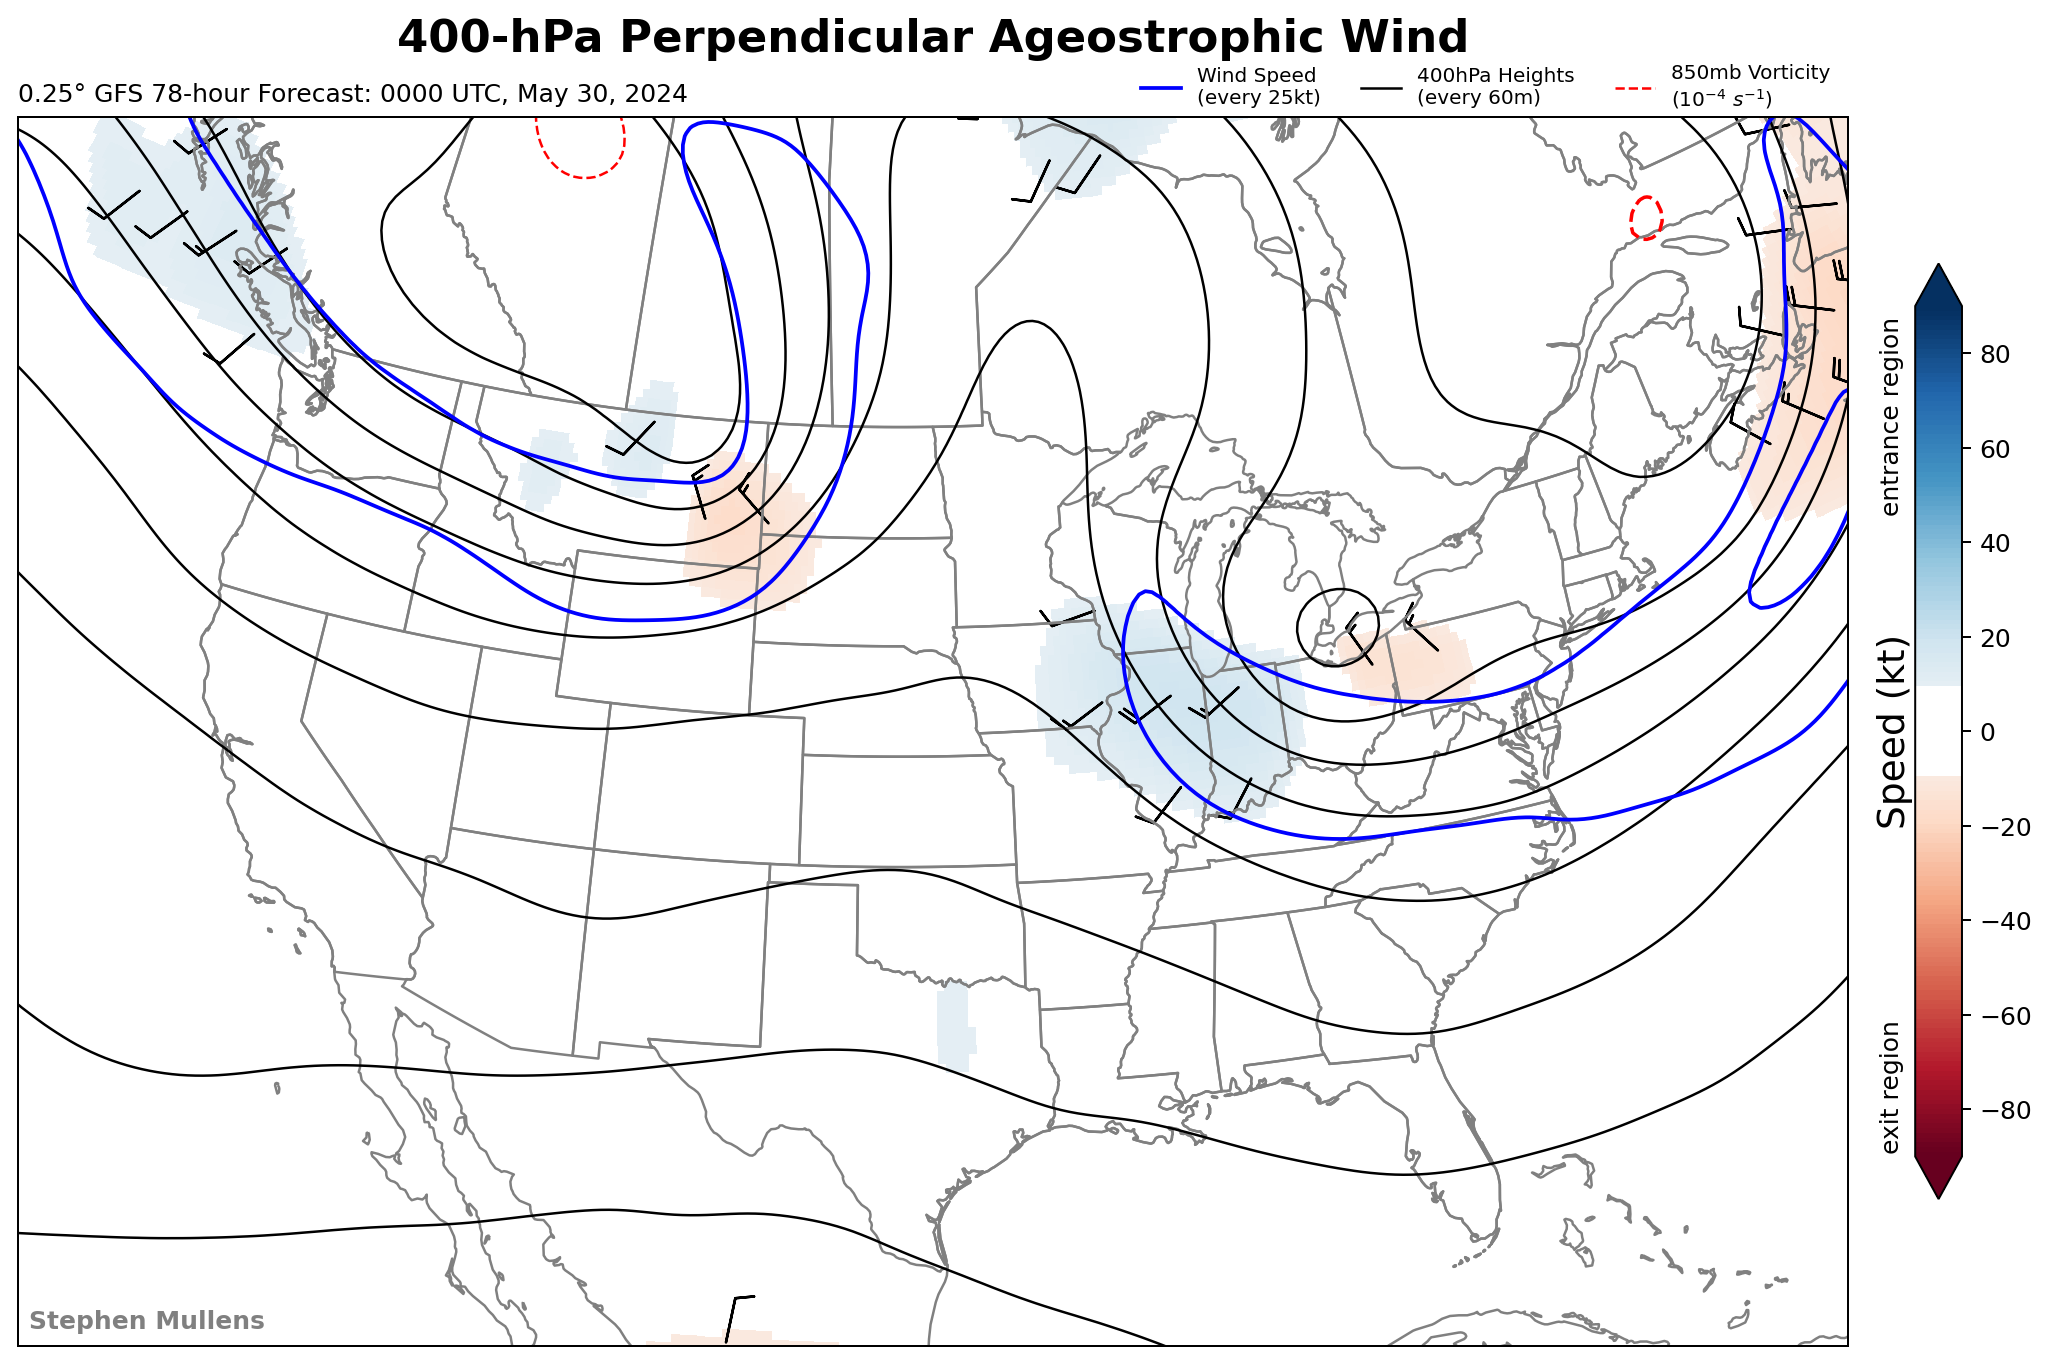 400-hPa Perpendicular Ageostrophic Wind
0.25° GFS 78-hour Forecast: 0000 UTC, May 30, 2024
Wind Speed
(every 25kt)
400hPa Heights
(every 60m)
850mb Vorticity
(10⁻⁴ s⁻¹)
entrance region
Speed (kt)
exit region
80
60
40
20
0
−20
−40
−60
−80
Stephen Mullens